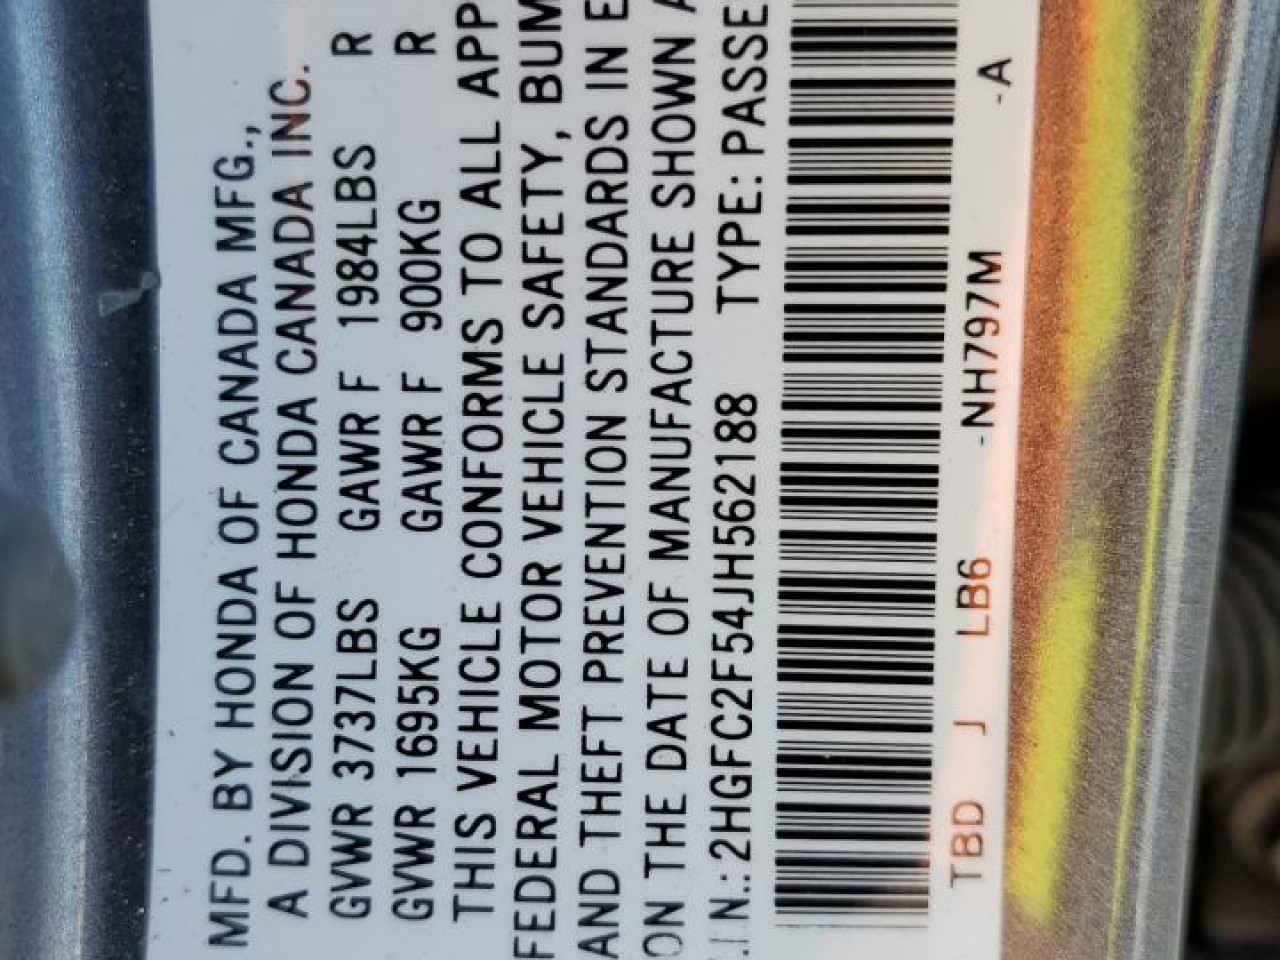 MFD. BY HONDA OF CANADA MFG.,
A DIVISION OF HONDA CANADA INC.
GVWR 3737LBS GAWR F 1984LBS R
GVWR 1695KG GAWR F 900KG R
THIS VEHICLE CONFORMS TO ALL APP
FEDERAL MOTOR VEHICLE SAFETY, BUM
AND THEFT PREVENTION STANDARDS IN E
ON THE DATE OF MANUFACTURE SHOWN A
.I.N.: 2HGFC2F54JH562188 TYPE: PASSE
TBD J LB6 -NH797M -A